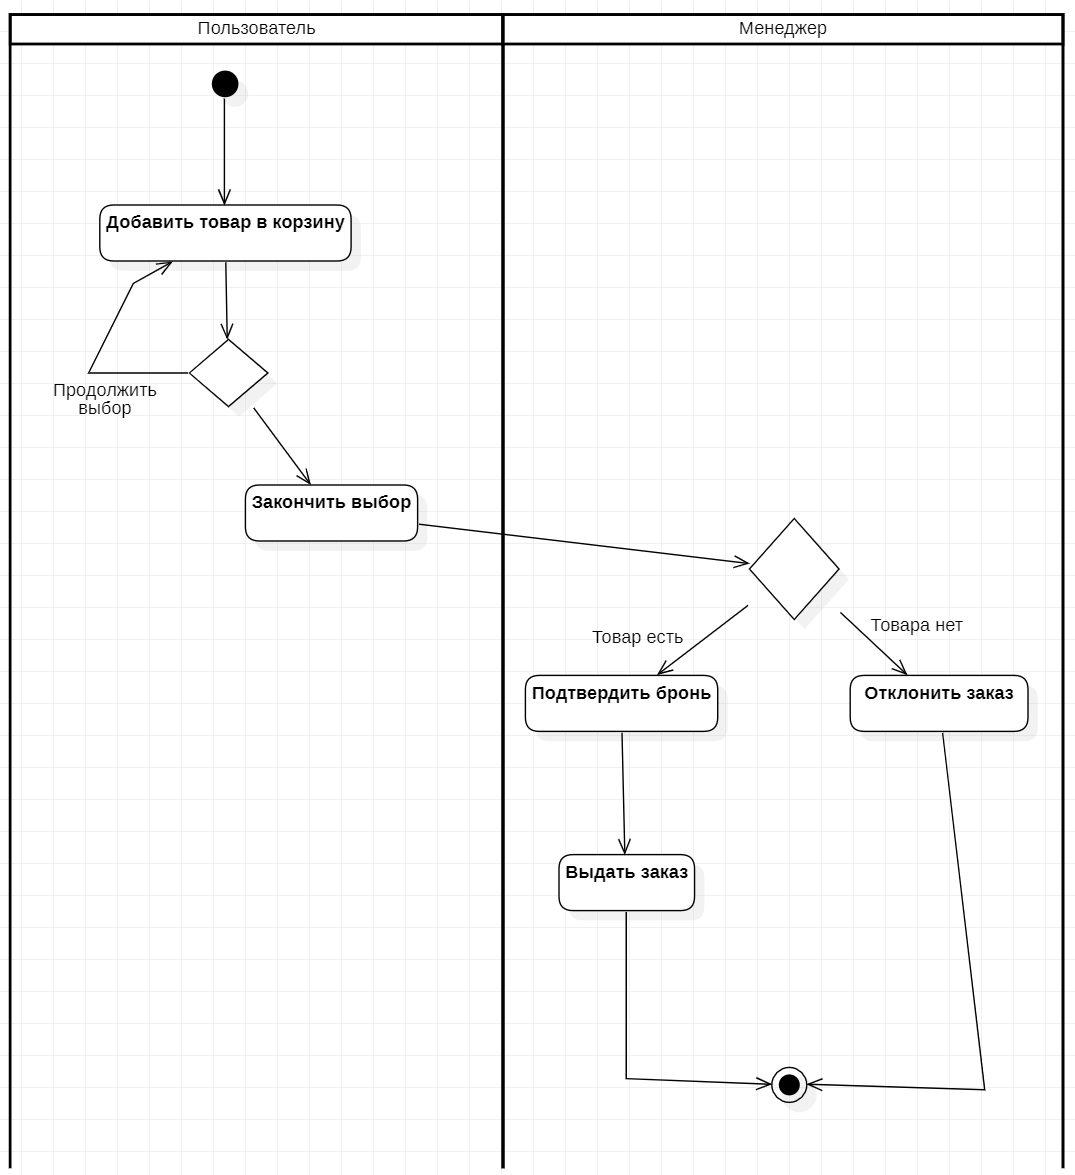 Пользователь
Менеджер
Добавить товар в корзину
Продолжить
выбор
Закончить выбор
Товар есть
Товара нет
Подтвердить бронь
Отклонить заказ
Выдать заказ